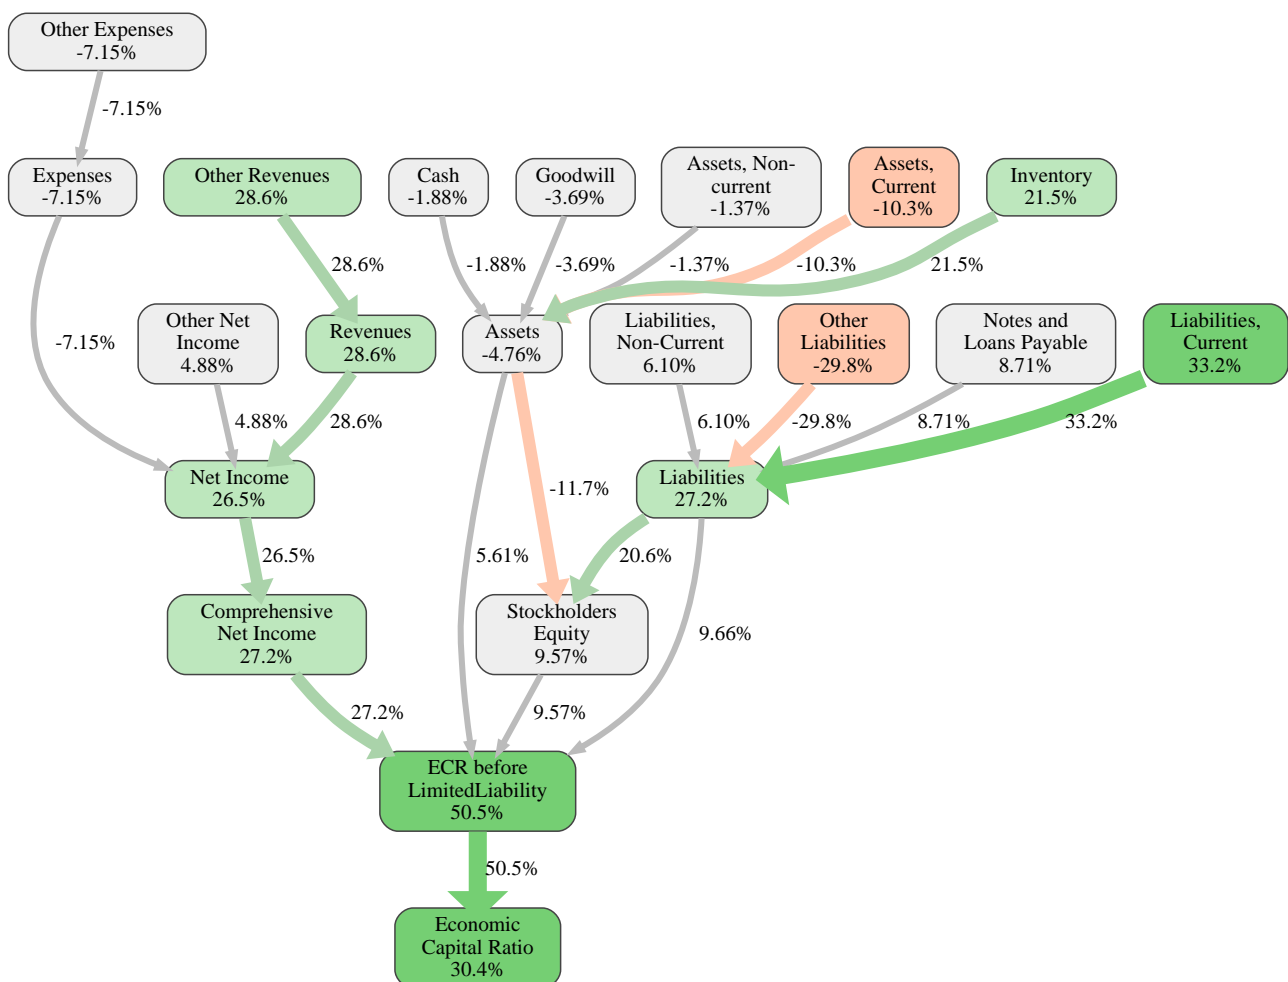 Other Expenses
-7.15%
-7.15%
Expenses
-7.15%
Other Revenues
28.6%
Cash
-1.88%
Goodwill
-3.69%
Assets, Non-
current
-1.37%
Assets,
Current
-10.3%
Inventory
21.5%
28.6%
-1.88%
-3.69%
-1.37%
-10.3%
21.5%
-7.15%
Other Net
Income
4.88%
Revenues
28.6%
Assets
-4.76%
Liabilities,
Non-Current
6.10%
Other
Liabilities
-29.8%
Notes and
Loans Payable
8.71%
Liabilities,
Current
33.2%
4.88%
28.6%
6.10%
-29.8%
8.71%
33.2%
Net Income
26.5%
-11.7%
Liabilities
27.2%
26.5%
5.61%
20.6%
9.66%
Comprehensive
Net Income
27.2%
Stockholders
Equity
9.57%
27.2%
9.57%
ECR before
LimitedLiability
50.5%
50.5%
Economic
Capital Ratio
30.4%